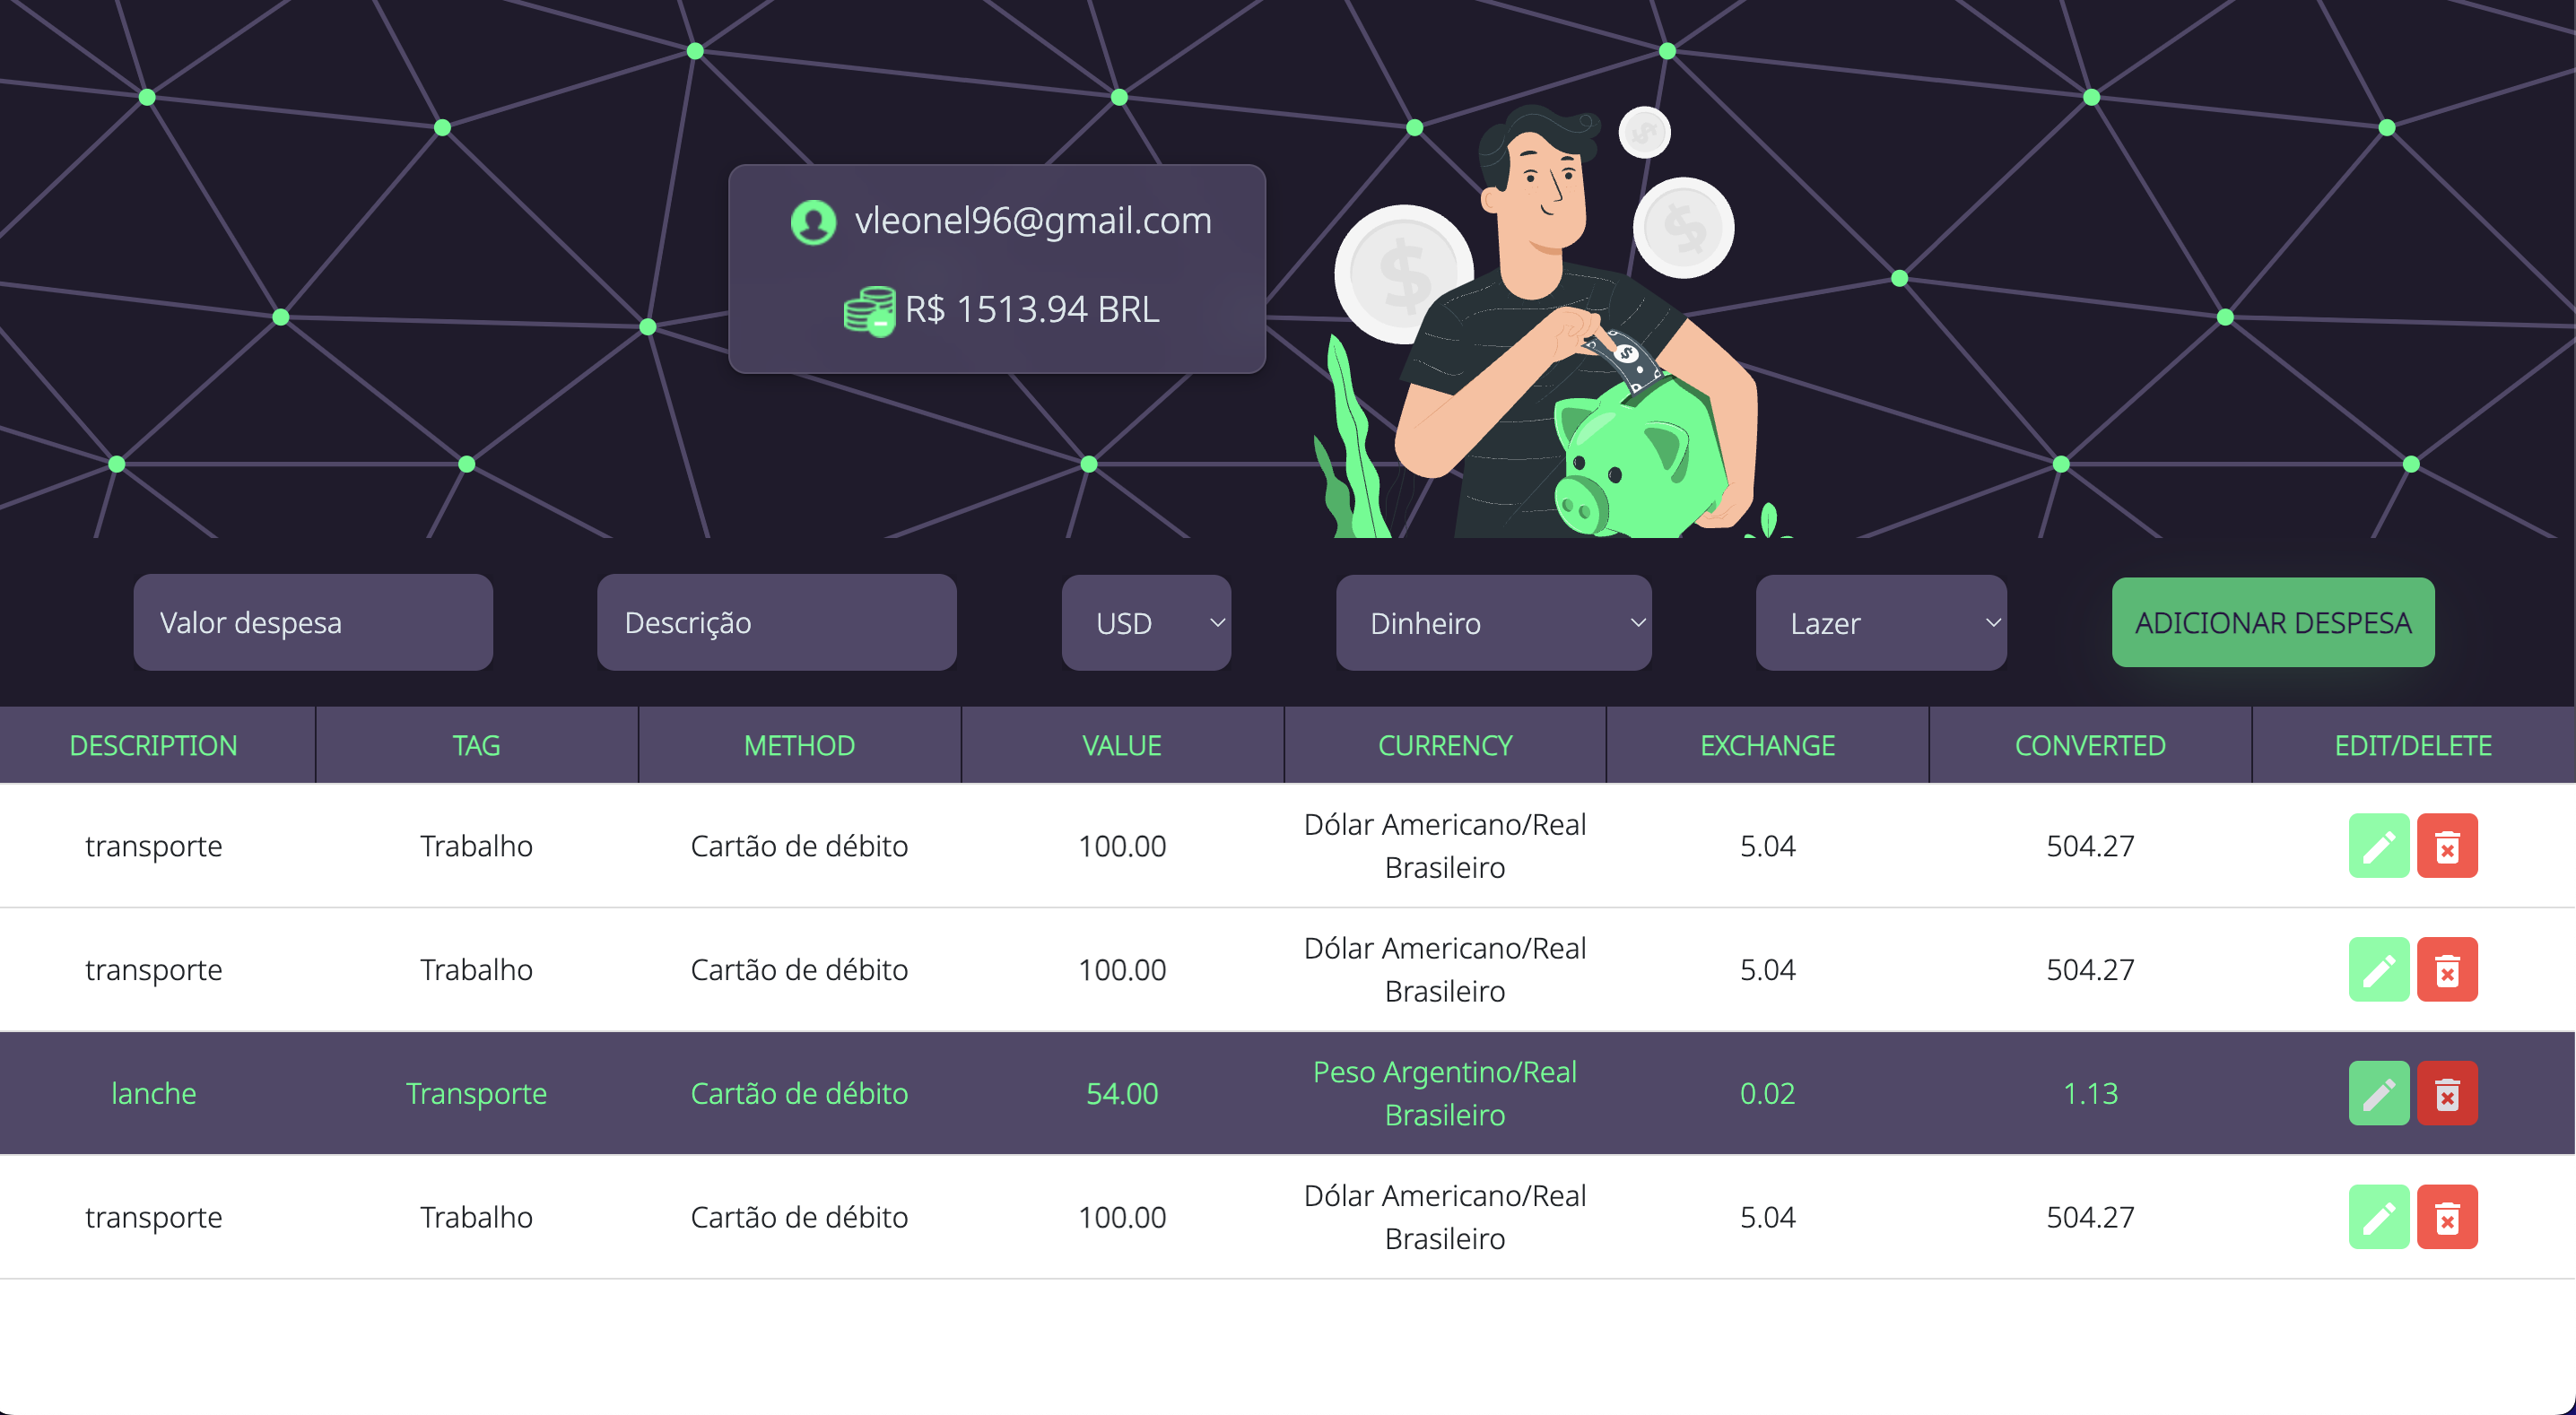 vleonel96@gmail.com
R$ 1513.94 BRL
Valor despesa Descrição USD Dinheiro Lazer ADICIONAR DESPESA
DESCRIPTION TAG METHOD VALUE CURRENCY EXCHANGE CONVERTED EDIT/DELETE
transporte Trabalho Cartão de débito 100.00 Dólar Americano/Real Brasileiro 5.04 504.27
transporte Trabalho Cartão de débito 100.00 Dólar Americano/Real Brasileiro 5.04 504.27
lanche Transporte Cartão de débito 54.00 Peso Argentino/Real Brasileiro 0.02 1.13
transporte Trabalho Cartão de débito 100.00 Dólar Americano/Real Brasileiro 5.04 504.27